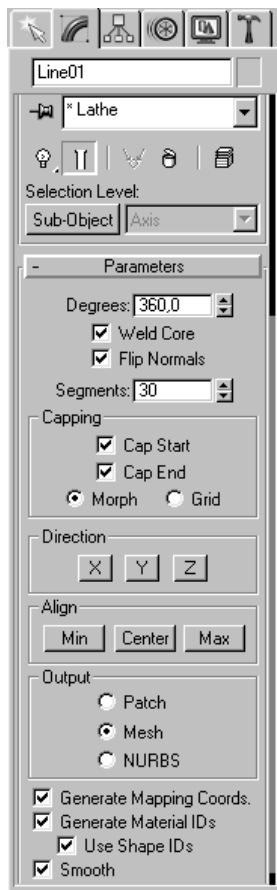 Line01
* Lathe
Selection Level:
Sub-Object Axis
- Parameters
Degrees: 360,0
Weld Core
Flip Normals
Segments: 30
Capping
Cap Start
Cap End
Morph Grid
Direction
X Y Z
Align
Min Center Max
Output
Patch
Mesh
NURBS
Generate Mapping Coords.
Generate Material IDs
Use Shape IDs
Smooth